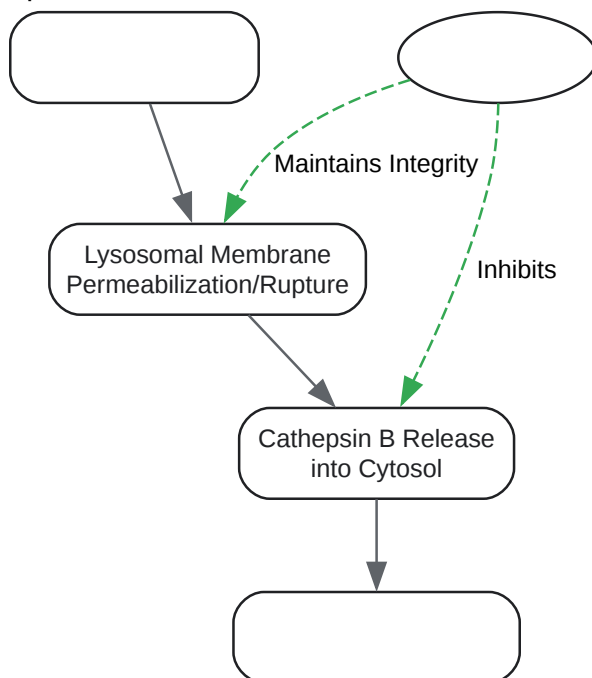 Maintains Integrity
Lysosomal Membrane
Permeabilization/Rupture
Inhibits
Cathepsin B Release
into Cytosol